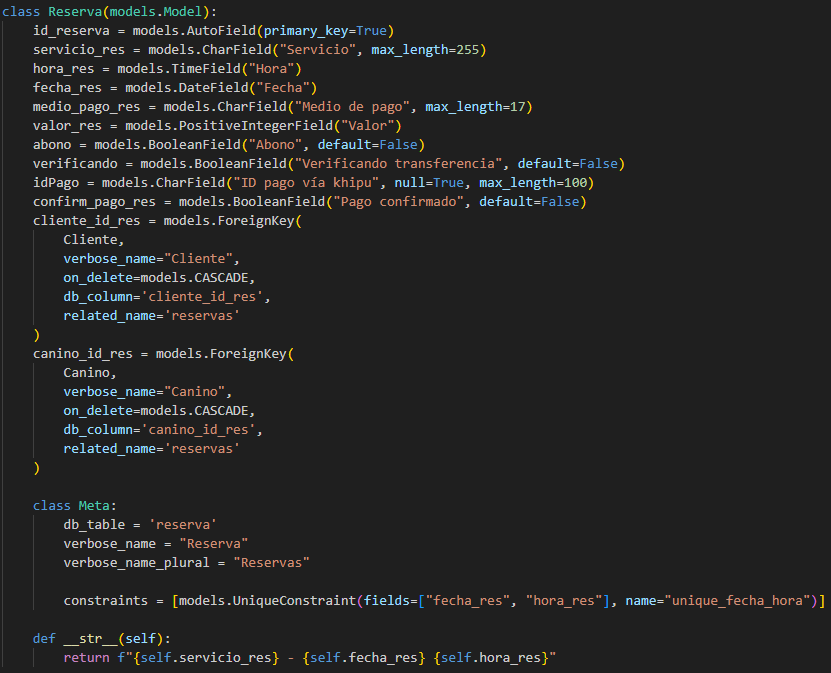 class Reserva(models.Model):
    id_reserva = models.AutoField(primary_key=True)
    servicio_res = models.CharField("Servicio", max_length=255)
    hora_res = models.TimeField("Hora")
    fecha_res = models.DateField("Fecha")
    medio_pago_res = models.CharField("Medio de pago", max_length=17)
    valor_res = models.PositiveIntegerField("Valor")
    abono = models.BooleanField("Abono", default=False)
    verificando = models.BooleanField("Verificando transferencia", default=False)
    idPago = models.CharField("ID pago vía khipu", null=True, max_length=100)
    confirm_pago_res = models.BooleanField("Pago confirmado", default=False)
    cliente_id_res = models.ForeignKey(
        Cliente,
        verbose_name="Cliente",
        on_delete=models.CASCADE,
        db_column='cliente_id_res',
        related_name='reservas'
    )
    canino_id_res = models.ForeignKey(
        Canino,
        verbose_name="Canino",
        on_delete=models.CASCADE,
        db_column='canino_id_res',
        related_name='reservas'
    )
    class Meta:
        db_table = 'reserva'
        verbose_name = "Reserva"
        verbose_name_plural = "Reservas"
        constraints = [models.UniqueConstraint(fields=["fecha_res", "hora_res"], name="unique_fecha_hora")]
    def __str__(self):
        return f"{self.servicio_res} - {self.fecha_res} {self.hora_res}"